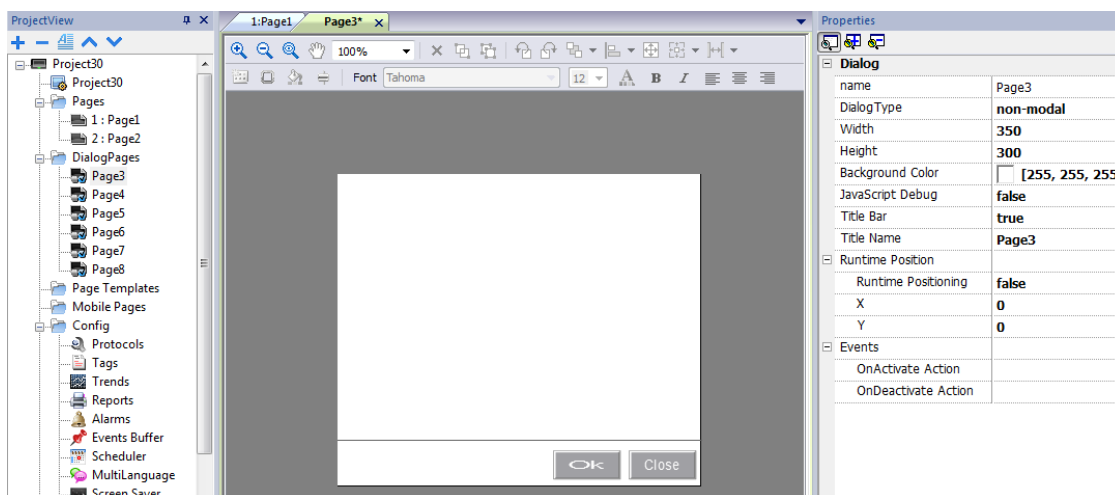 ProjectView
Project30
Project30
Pages
1 : Page1
2 : Page2
DialogPages
Page3
Page4
Page5
Page6
Page7
Page8
Page Templates
Mobile Pages
Config
Protocols
Tags
Trends
Reports
Alarms
Events Buffer
Scheduler
MultiLanguage
Screen Saver
1:Page1 Page3*
100%
Font Tahoma 12 A B I
OK Close
Properties
Dialog
name Page3
DialogType non-modal
Width 350
Height 300
Background Color [255, 255, 255
JavaScript Debug false
Title Bar true
Title Name Page3
Runtime Position
Runtime Positioning false
X 0
Y 0
Events
OnActivate Action
OnDeactivate Action